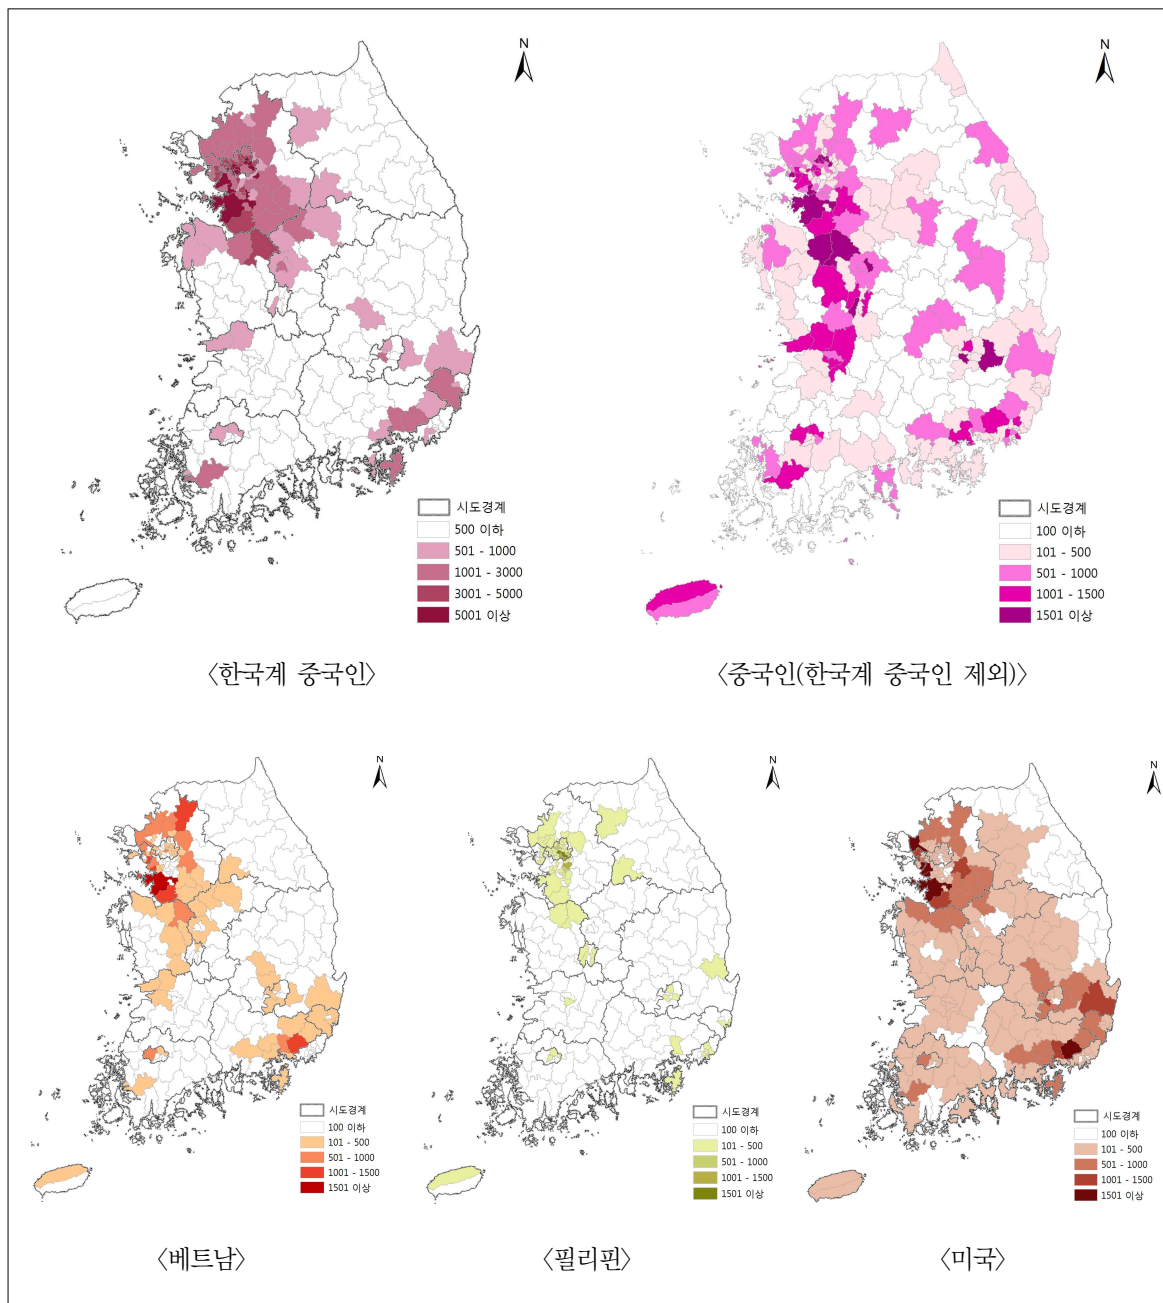 N
시도경계
500 이하
501 - 1000
1001 - 3000
3001 - 5000
5001 이상
〈한국계 중국인〉
N
시도경계
100 이하
101 - 500
501 - 1000
1001 - 1500
1501 이상
〈중국인(한국계 중국인 제외)〉
N
시도경계
100 이하
101 - 500
501 - 1000
1001 - 1500
1501 이상
〈베트남〉
N
시도경계
100 이하
101 - 500
501 - 1000
1001 - 1500
1501 이상
〈필리핀〉
N
시도경계
100 이하
101 - 500
501 - 1000
1001 - 1500
1501 이상
〈미국〉